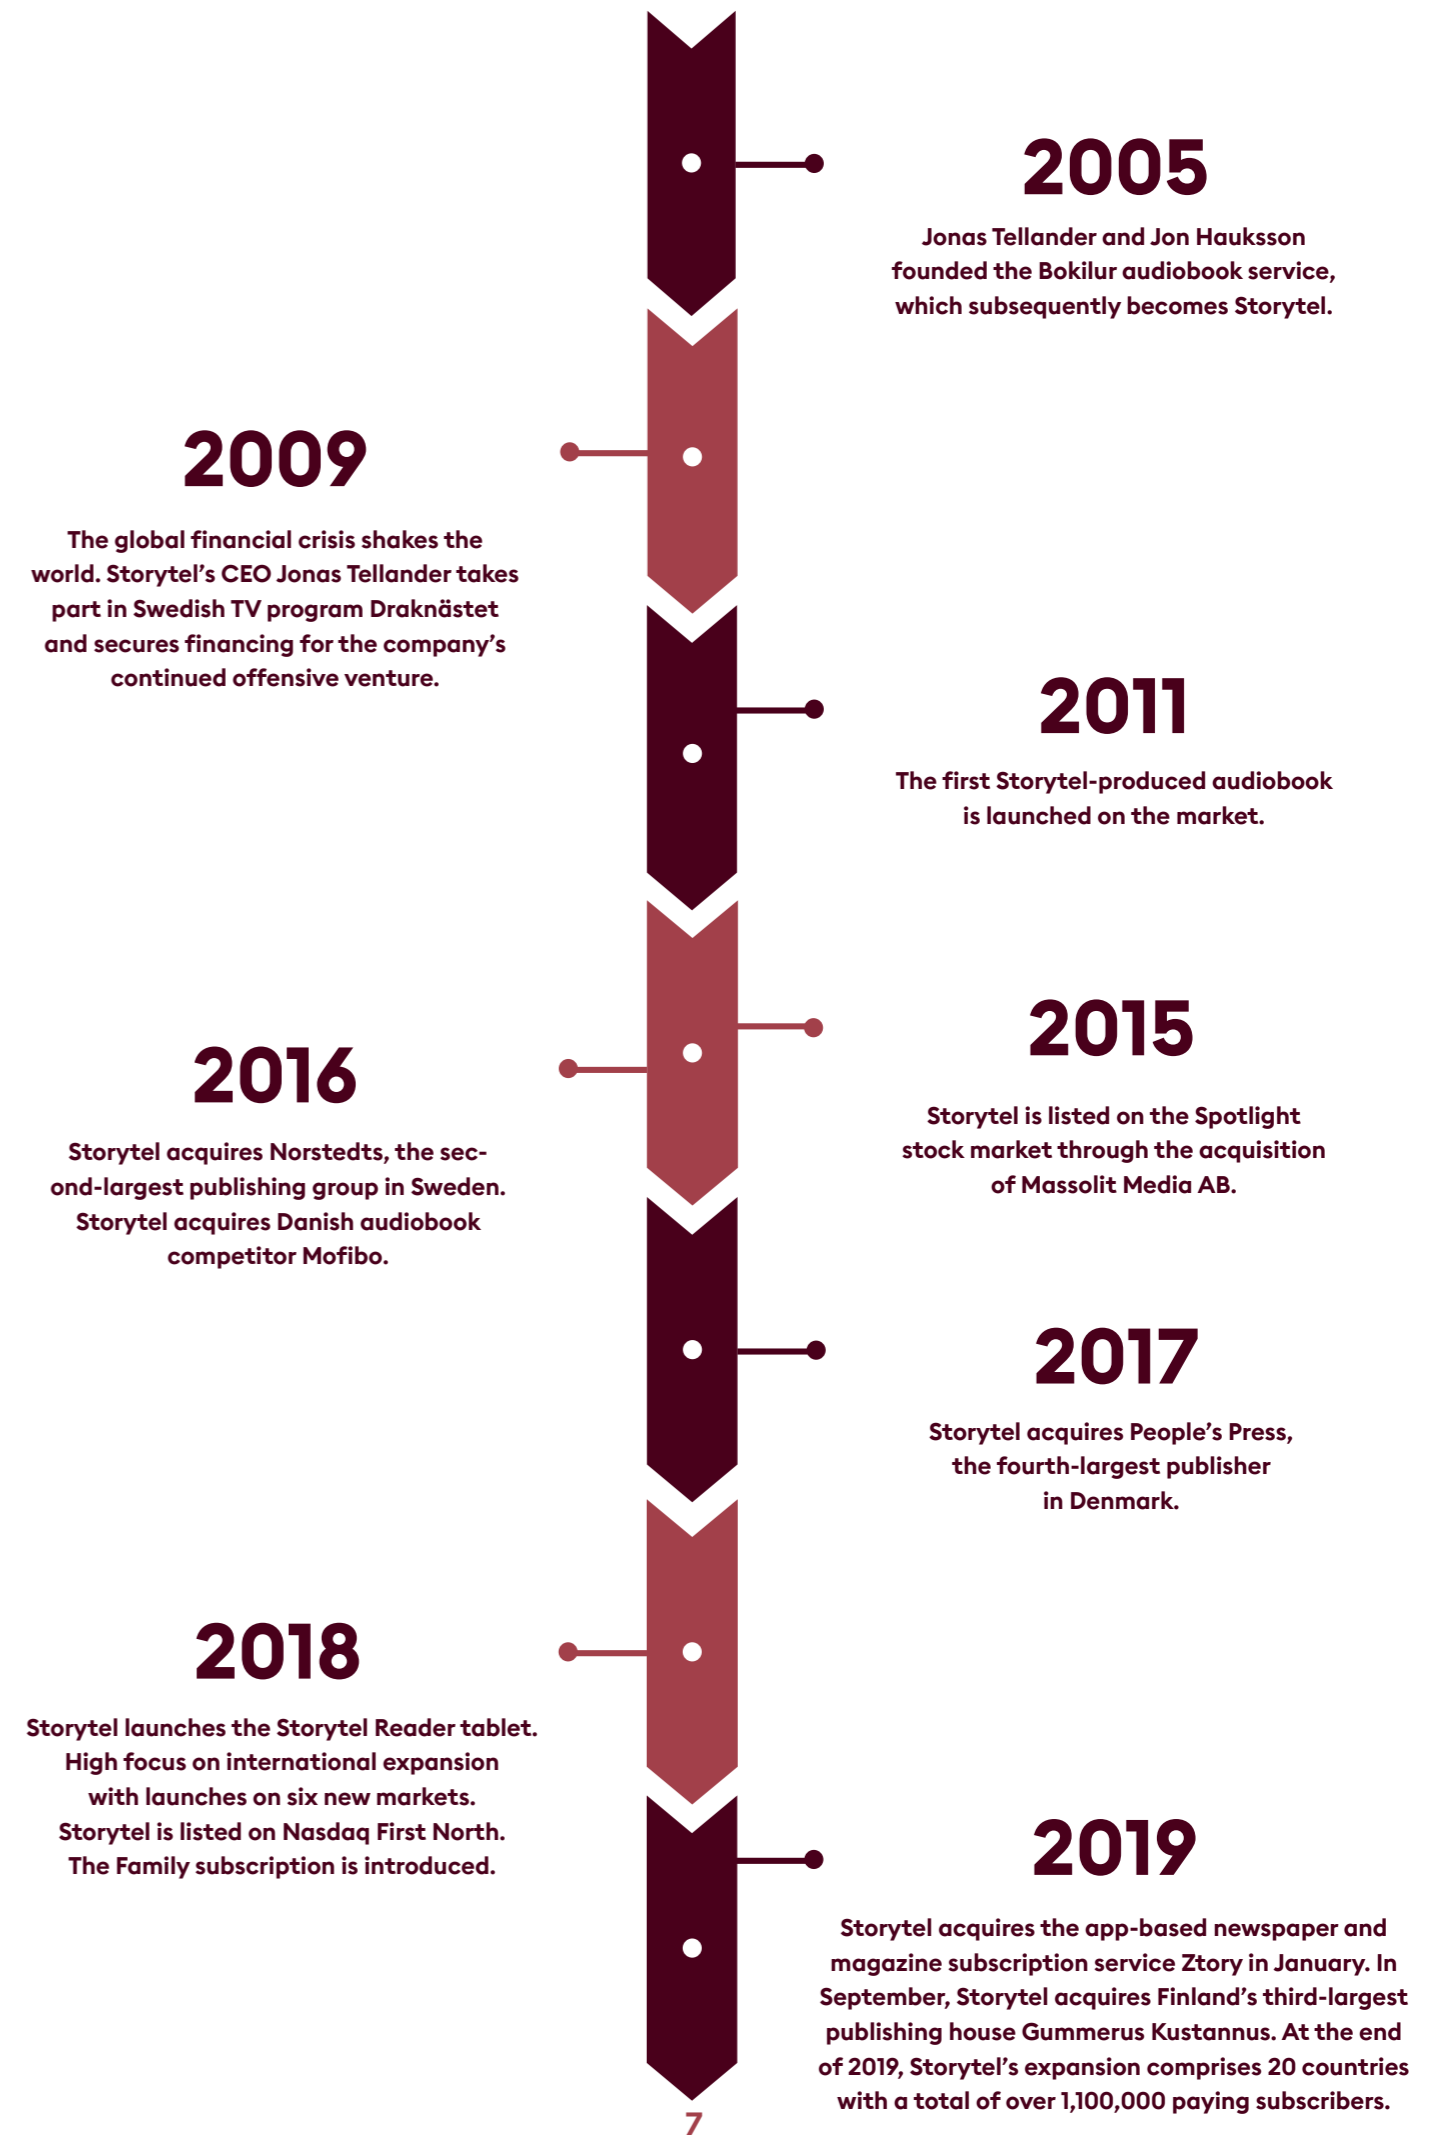 2005
Jonas Tellander and Jon Hauksson
founded the Bokilur audiobook service,
which subsequently becomes Storytel.
2009
The global financial crisis shakes the
world. Storytel’s CEO Jonas Tellander takes
part in Swedish TV program Draknästet
and secures financing for the company’s
continued offensive venture.
2011
The first Storytel-produced audiobook
is launched on the market.
2015
Storytel is listed on the Spotlight
stock market through the acquisition
of Massolit Media AB.
2016
Storytel acquires Norstedts, the sec-
ond-largest publishing group in Sweden.
Storytel acquires Danish audiobook
competitor Mofibo.
2017
Storytel acquires People’s Press,
the fourth-largest publisher
in Denmark.
2018
Storytel launches the Storytel Reader tablet.
High focus on international expansion
with launches on six new markets.
Storytel is listed on Nasdaq First North.
The Family subscription is introduced.
2019
Storytel acquires the app-based newspaper and
magazine subscription service Ztory in January. In
September, Storytel acquires Finland’s third-largest
publishing house Gummerus Kustannus. At the end
of 2019, Storytel’s expansion comprises 20 countries
with a total of over 1,100,000 paying subscribers.
7